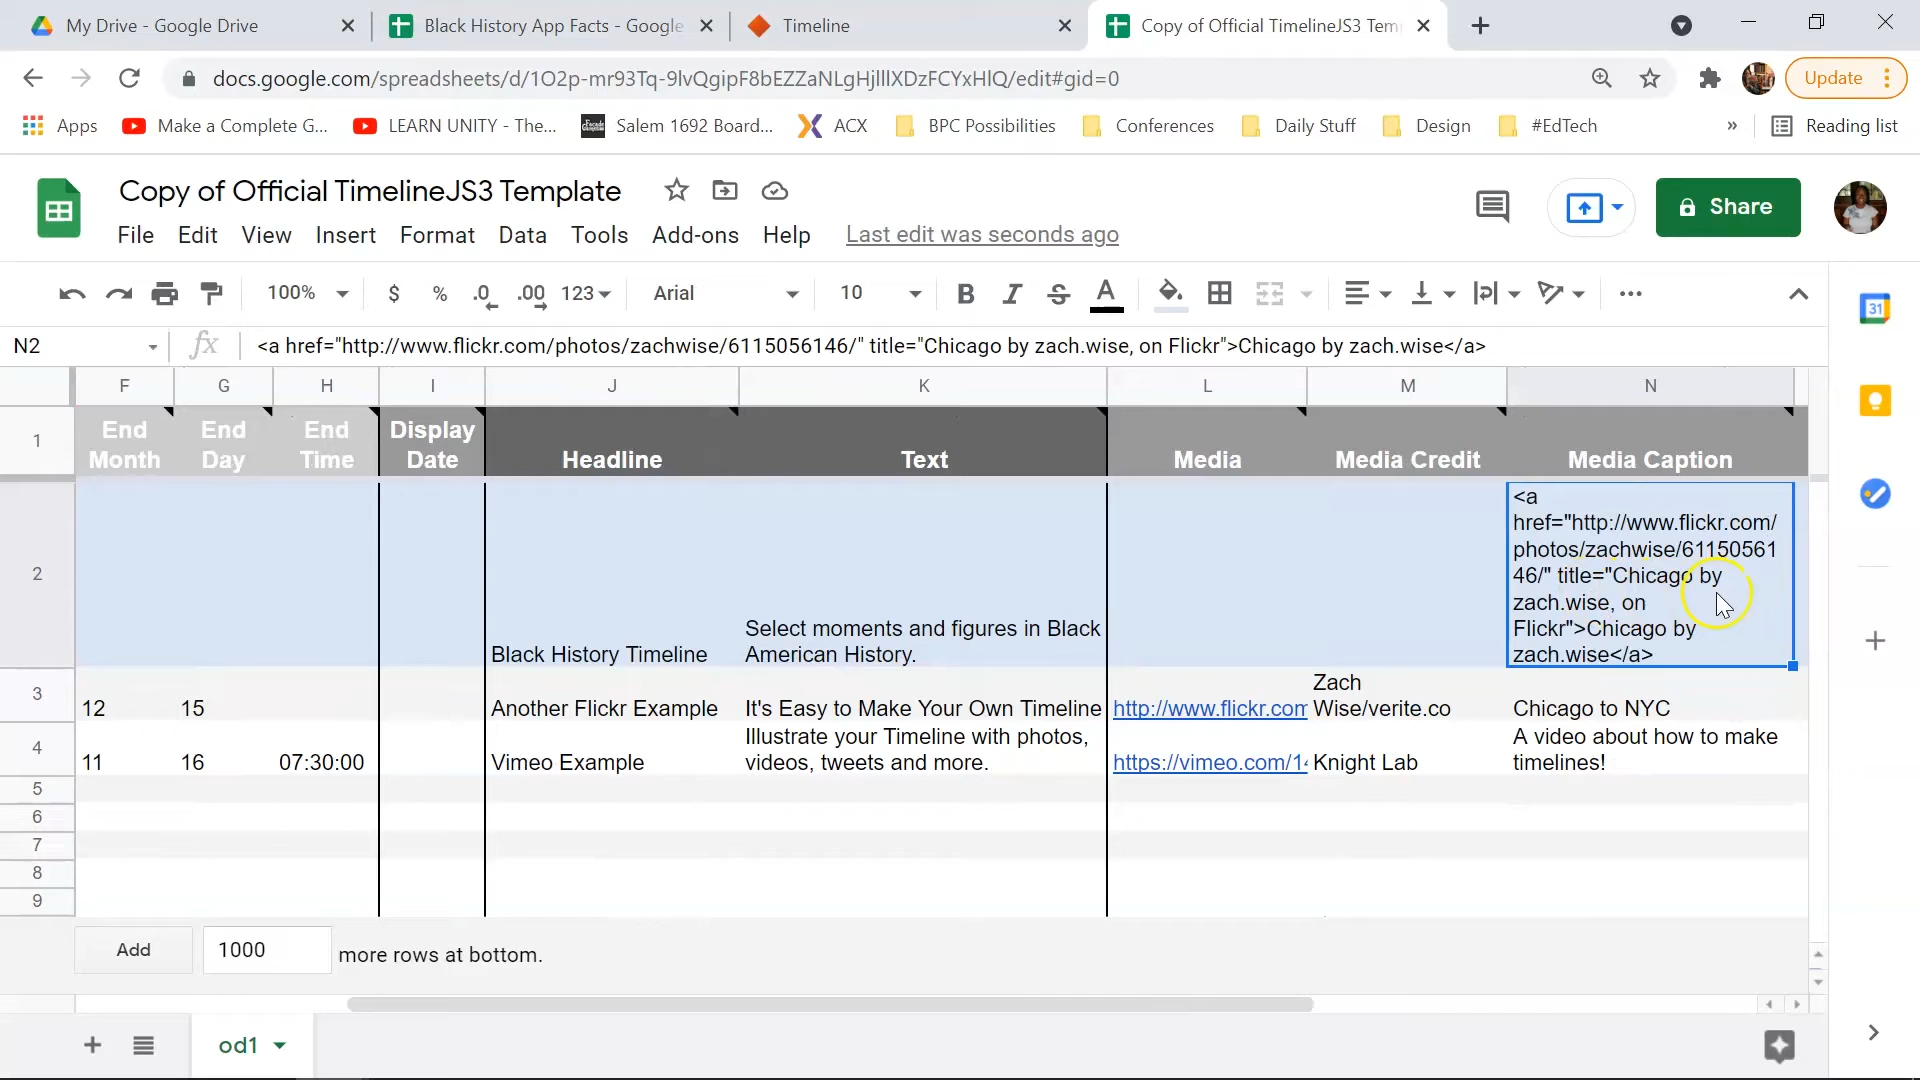 My Drive - Google Drive
Black History App Facts - Google
Timeline
Copy of Official TimelineJS3 Tem
docs.google.com/spreadsheets/d/1O2p-mr93Tq-9lvQgipF8bEZZaNLgHjlllXDzFCYxHlQ/edit#gid=0
Update
Apps
Make a Complete G...
LEARN UNITY - The...
Salem 1692 Board...
ACX
BPC Possibilities
Conferences
Daily Stuff
Design
#EdTech
»
Reading list
Copy of Official TimelineJS3 Template
Share
File Edit View Insert Format Data Tools Add-ons Help Last edit was seconds ago
100% $ % .0 .00 123 Arial 10 B I S A
31
N2 fx <a href="http://www.flickr.com/photos/zachwise/6115056146/" title="Chicago by zach.wise, on Flickr">Chicago by zach.wise</a>
F G H I J K L M N
1
End Month
End Day
End Time
Display Date
Headline
Text
Media
Media Credit
Media Caption
2
Black History Timeline
Select moments and figures in Black
American History.
<a
href="http://www.flickr.com/
photos/zachwise/61150561
46/" title="Chicago by
zach.wise, on
Flickr">Chicago by
zach.wise</a>
3
12
15
Another Flickr Example
It's Easy to Make Your Own Timeline
http://www.flickr.com
Zach
Wise/verite.co
Chicago to NYC
4
11
16
07:30:00
Vimeo Example
Illustrate your Timeline with photos,
videos, tweets and more.
https://vimeo.com/14
Knight Lab
A video about how to make
timelines!
5
6
7
8
9
Add 1000 more rows at bottom.
od1